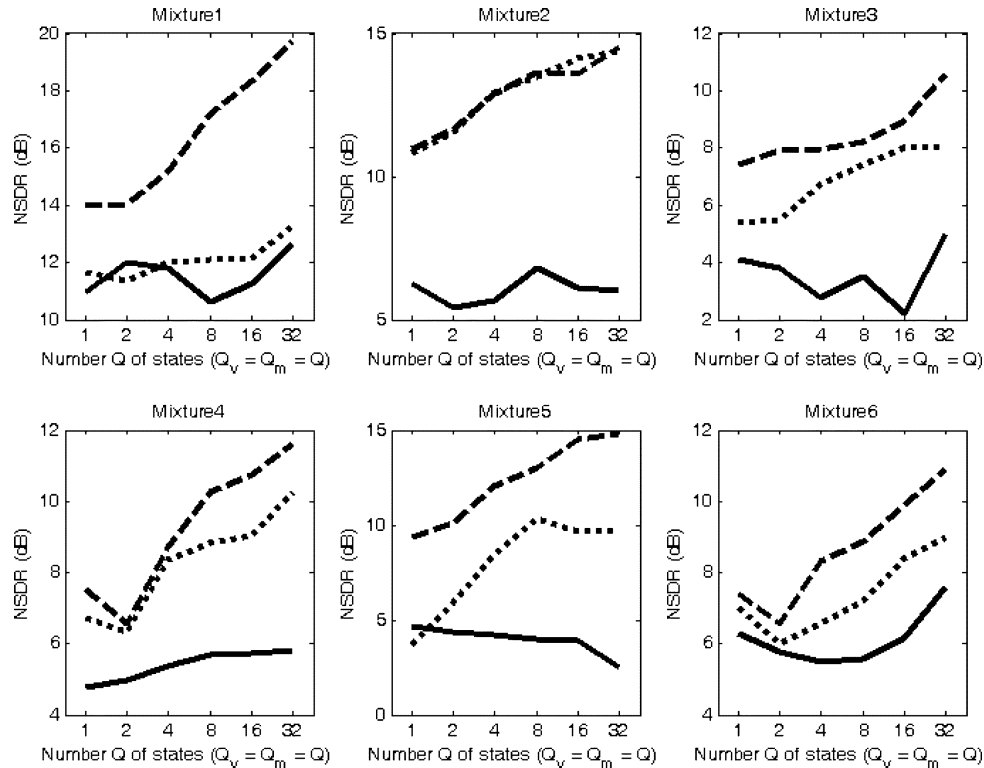 Mixture1
Mixture2
Mixture3
NSDR (dB)
20
18
16
14
12
10
1 2 4 8 16 32
Number Q of states (Q_v = Q_m = Q)
NSDR (dB)
15
10
5
1 2 4 8 16 32
Number Q of states (Q_v = Q_m = Q)
NSDR (dB)
12
10
8
6
4
2
1 2 4 8 16 32
Number Q of states (Q_v = Q_m = Q)
Mixture4
Mixture5
Mixture6
NSDR (dB)
12
10
8
6
4
1 2 4 8 16 32
Number Q of states (Q_v = Q_m = Q)
NSDR (dB)
15
10
5
0
1 2 4 8 16 32
Number Q of states (Q_v = Q_m = Q)
NSDR (dB)
12
10
8
6
4
1 2 4 8 16 32
Number Q of states (Q_v = Q_m = Q)